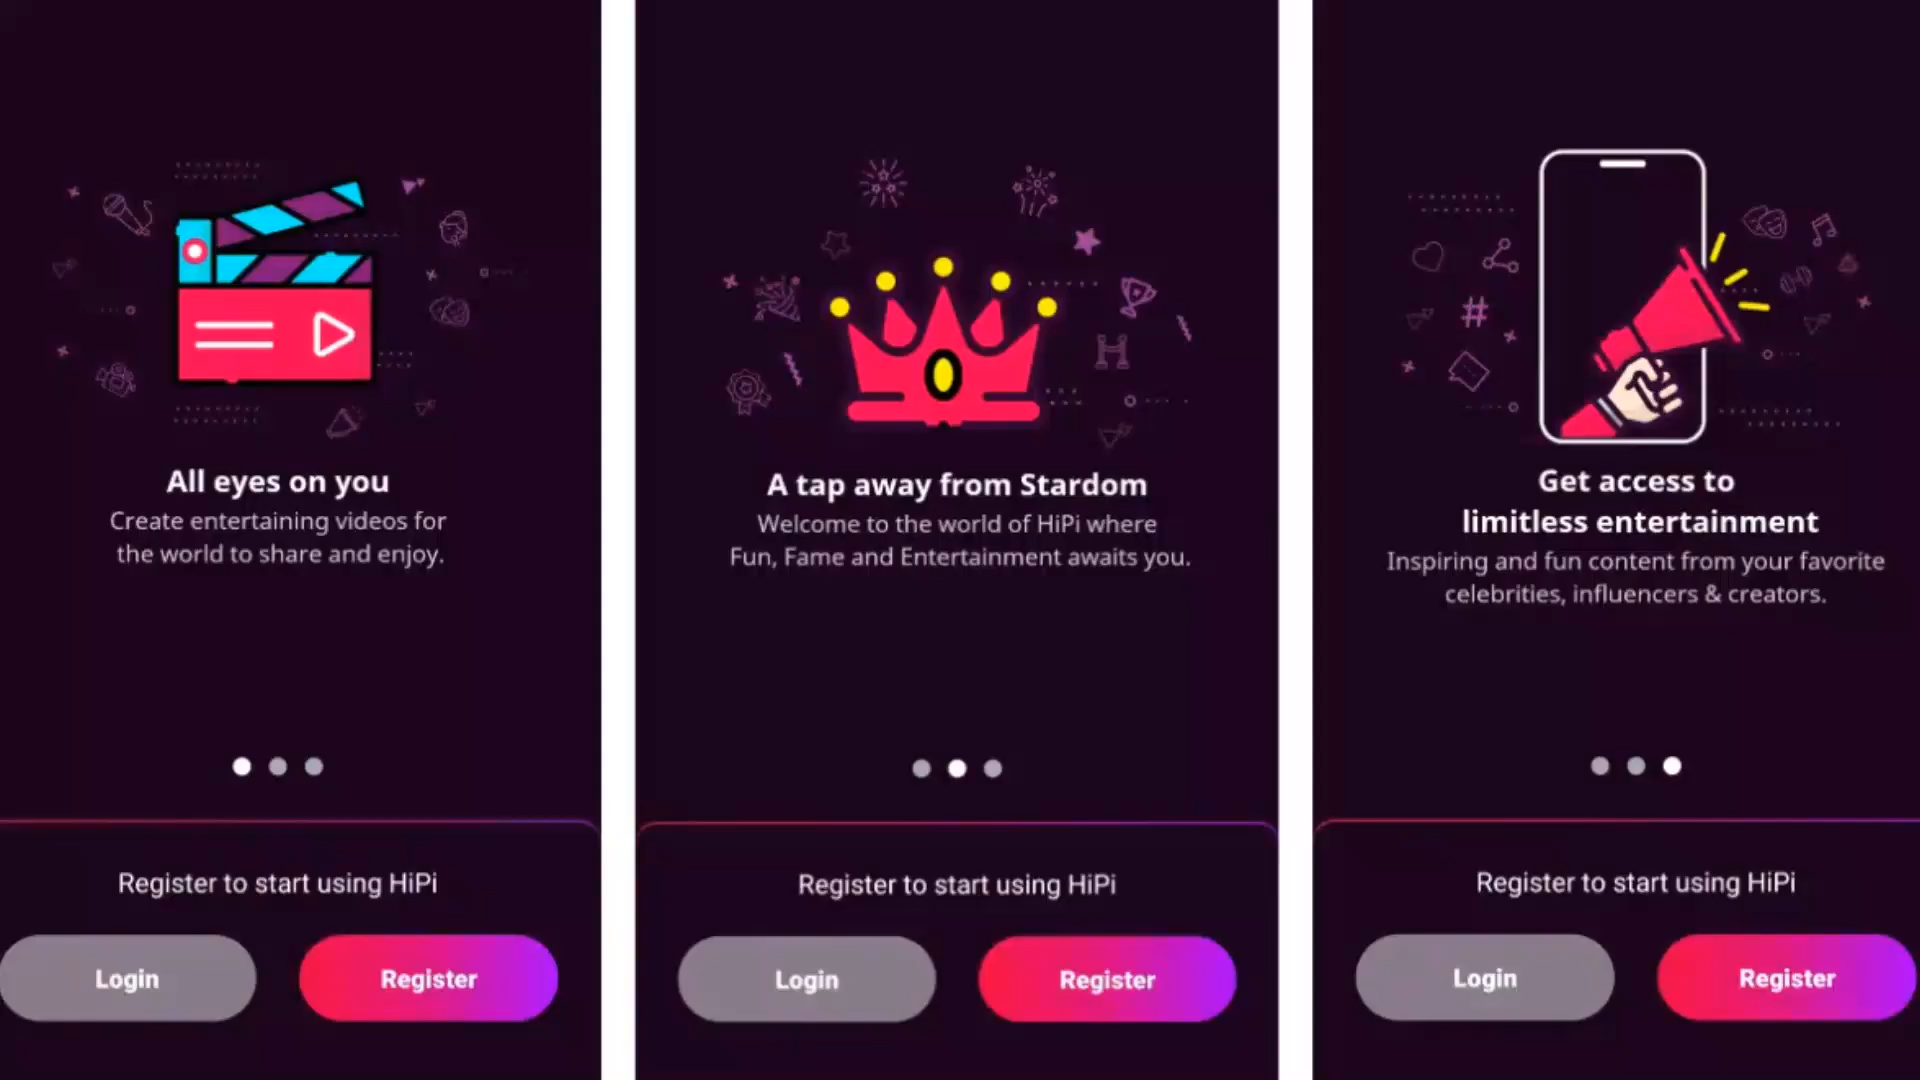 All eyes on you
Create entertaining videos for
the world to share and enjoy.
Register to start using HiPi
Login
Register
A tap away from Stardom
Welcome to the world of HiPi where
Fun, Fame and Entertainment awaits you.
Register to start using HiPi
Login
Register
#
Get access to
limitless entertainment
Inspiring and fun content from your favorite
celebrities, influencers & creators.
Register to start using HiPi
Login
Register